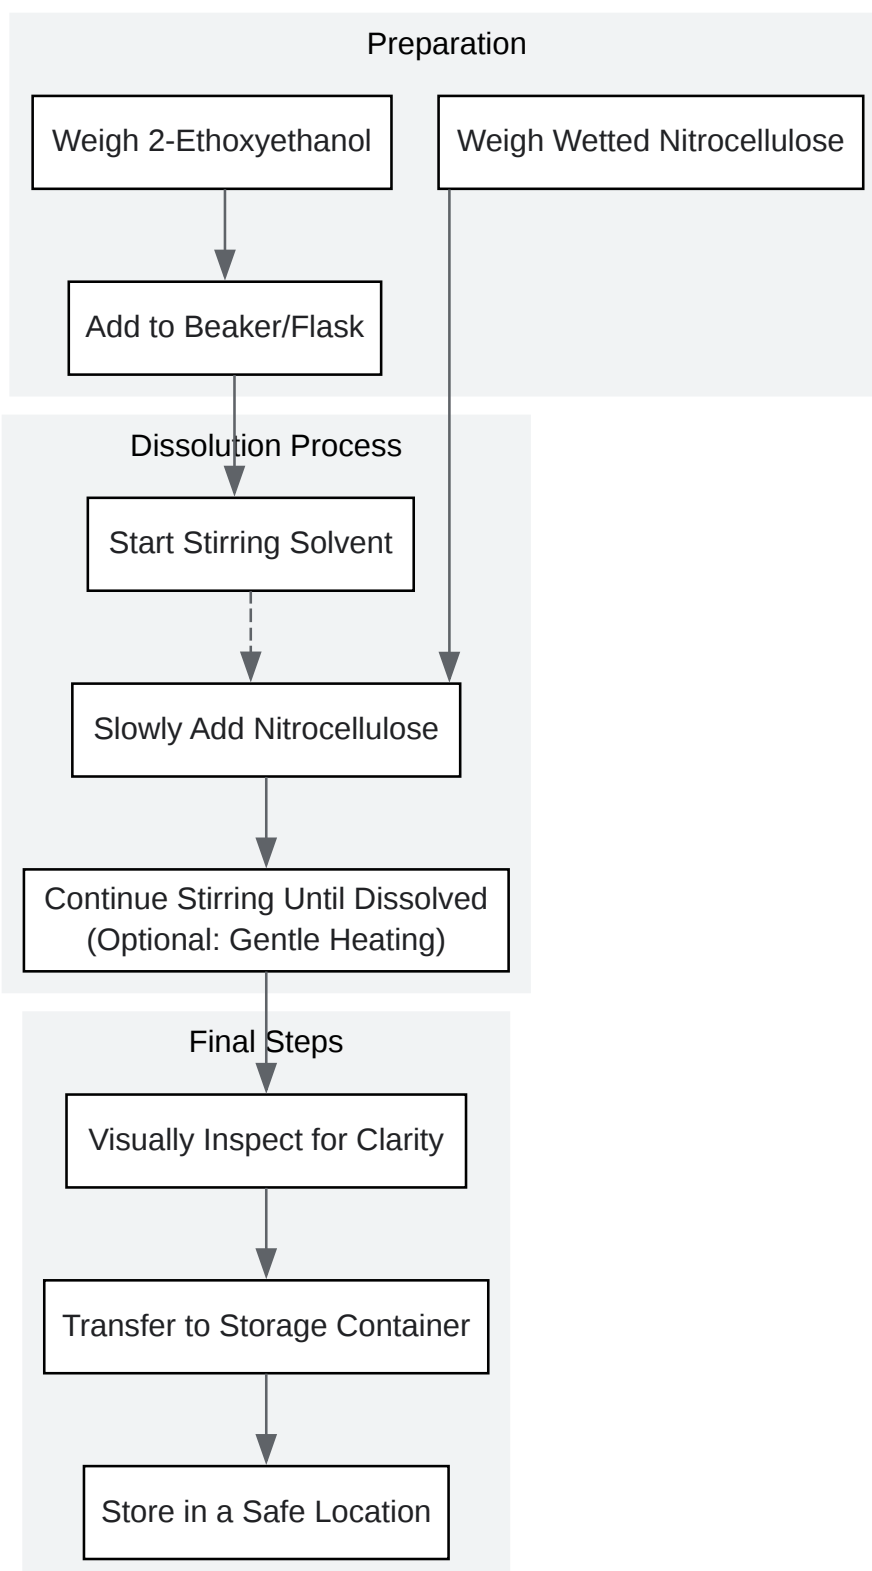 Preparation
Weigh 2-Ethoxyethanol
Weigh Wetted Nitrocellulose
Add to Beaker/Flask
Dissolution Process
Start Stirring Solvent
Slowly Add Nitrocellulose
Continue Stirring Until Dissolved
(Optional: Gentle Heating)
Final Steps
Visually Inspect for Clarity
Transfer to Storage Container
Store in a Safe Location